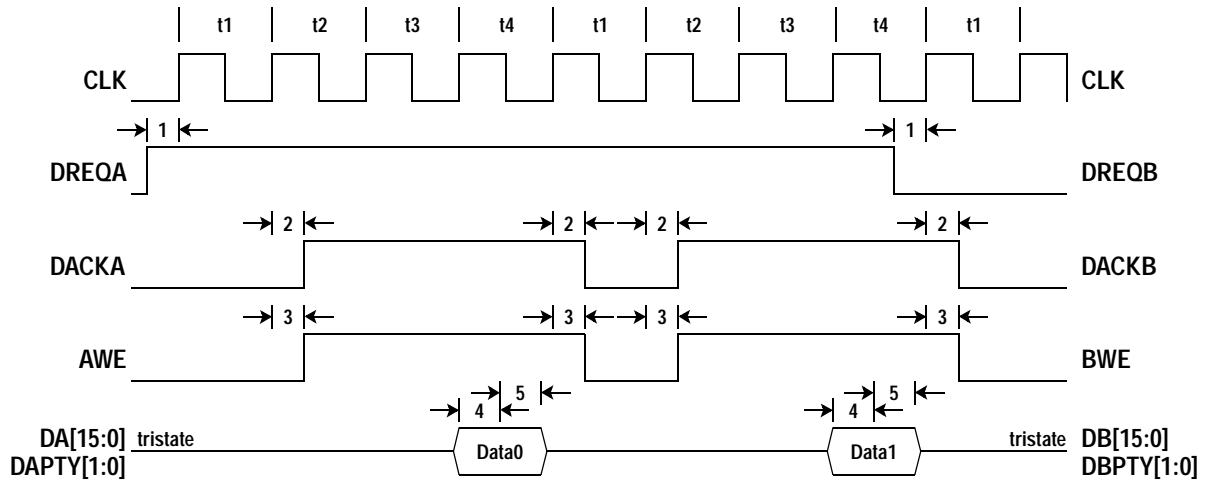 t1 t2 t3 t4 t1 t2 t3 t4 t1
CLK CLK
1 1
DREQA DREQB
2 2 2 2
DACKA DACKB
3 3 3 3
AWE BWE
5 5
4 4
DA[15:0] tristate Data0 Data1 tristate DB[15:0]
DAPTY[1:0] DBPTY[1:0]